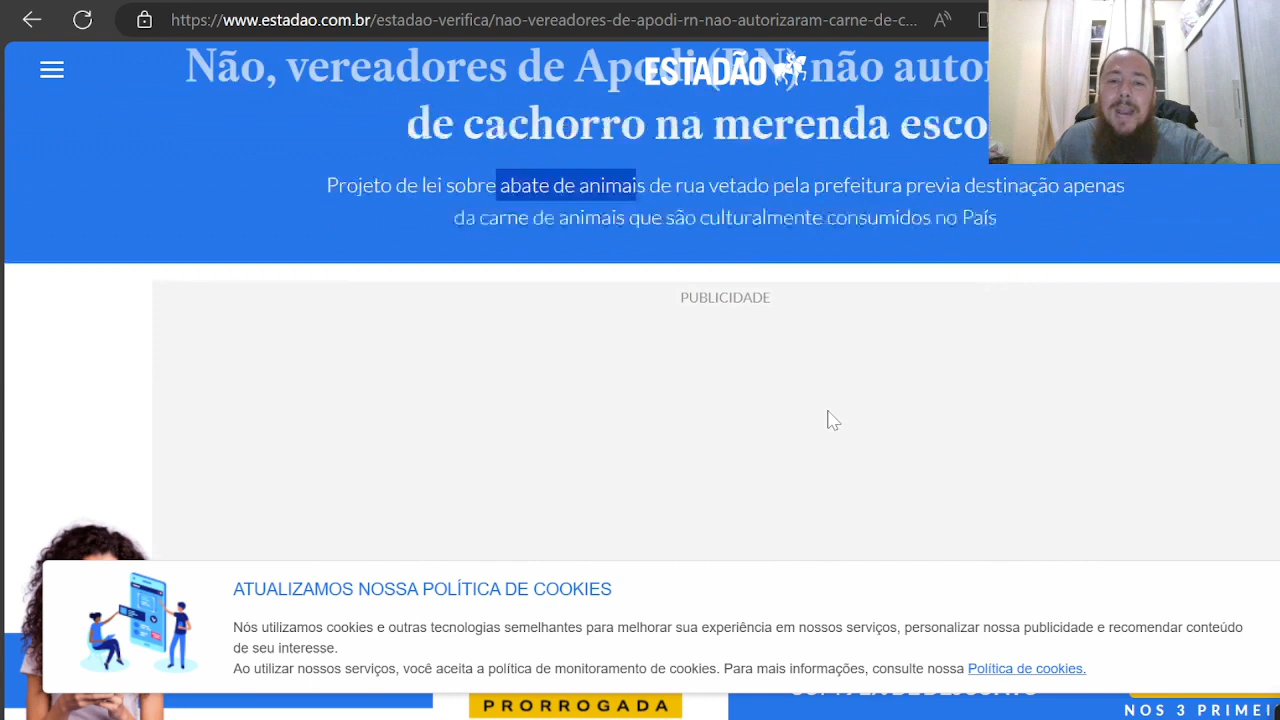 https://www.estadao.com.br/estadao-verifica/nao-vereadores-de-apodi-rn-nao-autorizaram-carne-de-c...
Não, vereadores de Apodi (RN) não auto
ESTADÃO
de cachorro na merenda esco
Projeto de lei sobre abate de animais de rua vetado pela prefeitura previa destinação apenas
da carne de animais que são culturalmente consumidos no País
PUBLICIDADE
ATUALIZAMOS NOSSA POLÍTICA DE COOKIES
Nós utilizamos cookies e outras tecnologias semelhantes para melhorar sua experiência em nossos serviços, personalizar nossa publicidade e recomendar conteúdo
de seu interesse.
Ao utilizar nossos serviços, você aceita a política de monitoramento de cookies. Para mais informações, consulte nossa Política de cookies.
PRORROGADA
NOS 3 PRIMEI